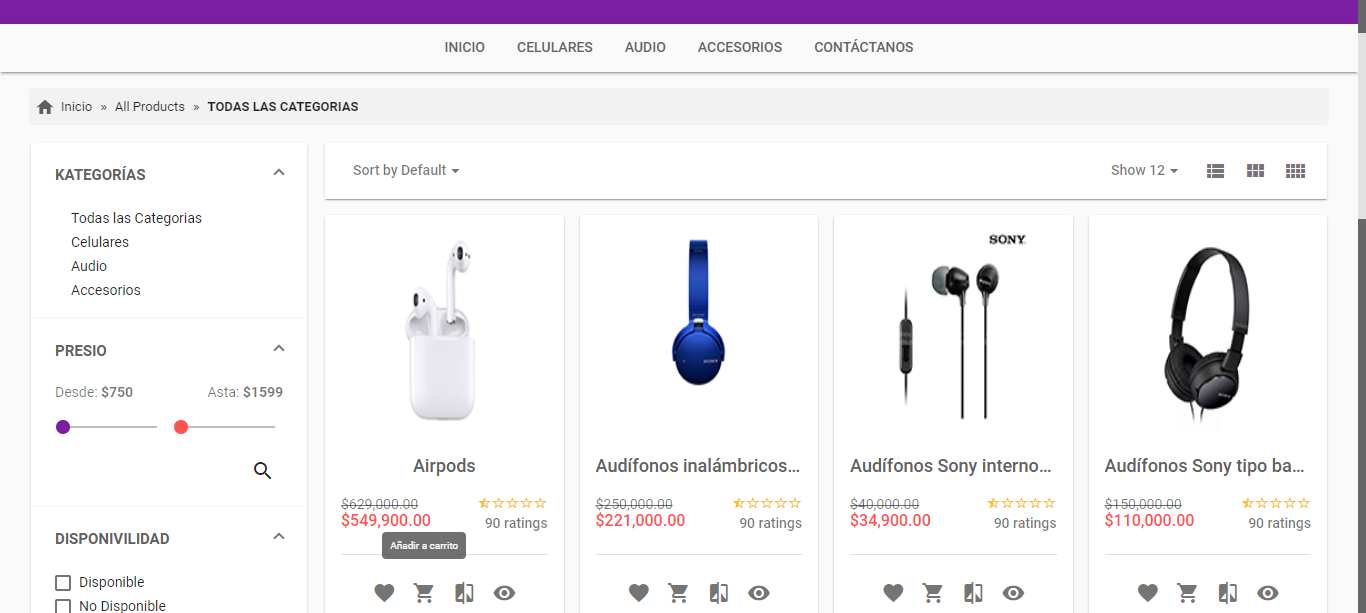 INICIO CELULARES AUDIO ACCESORIOS CONTÁCTANOS
Inicio » All Products » TODAS LAS CATEGORIAS
KATEGORÍAS
Todas las Categorias
Celulares
Audio
Accesorios
PRESIO
Desde: $750 Asta: $1599
DISPONIVILIDAD
Disponible
No Disponible
Sort by Default Show 12
SONY
Airpods
$629,000.00
$549,900.00
90 ratings
Añadir a carrito
Audífonos inalámbricos...
$250,000.00
$221,000.00
90 ratings
Audífonos Sony interno...
$40,000.00
$34,900.00
90 ratings
Audífonos Sony tipo ba...
$150,000.00
$110,000.00
90 ratings